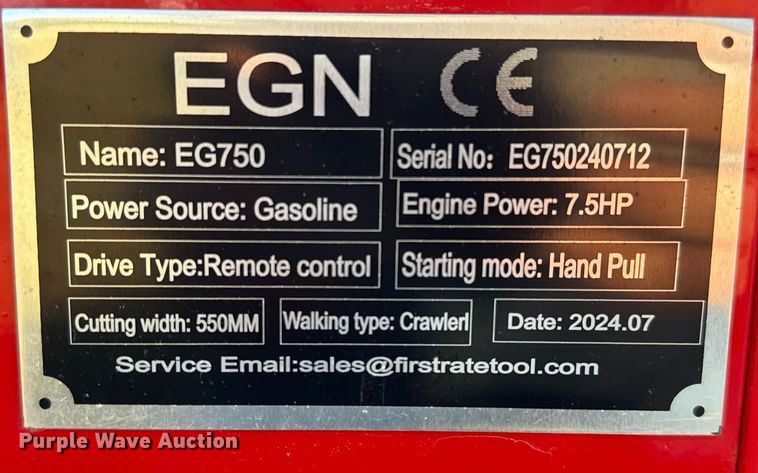 EGN CE
Name: EG750 Serial No: EG750240712
Power Source: Gasoline Engine Power: 7.5HP
Drive Type:Remote control Starting mode: Hand Pull
Cutting width: 550MM Walking type: Crawlerl Date: 2024.07
Service Email:sales@firstratetool.com
Purple Wave Auction